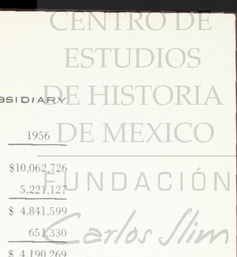 CENTRO DE
ESTUDIOS
DE HISTORIA
DE MEXICO
FUNDACIÓN
Carlos Slim
BSIDIARY
1956
$10,062,726
5,221,127
$ 4,841,599
651,330
$ 4,190,269